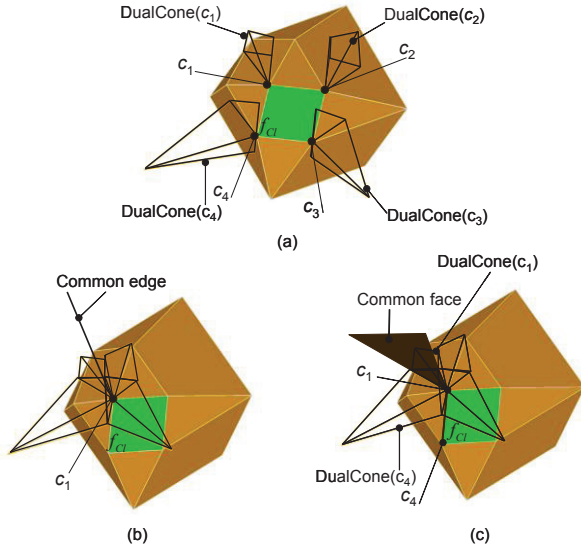 DualCone(c1)
DualCone(c2)
c1
c2
fCl
c4
c3
DualCone(c4)
DualCone(c3)
(a)
DualCone(c1)
Common edge
Common face
c1
fCl
fCl
c1
DualCone(c4)
c4
(b)
(c)